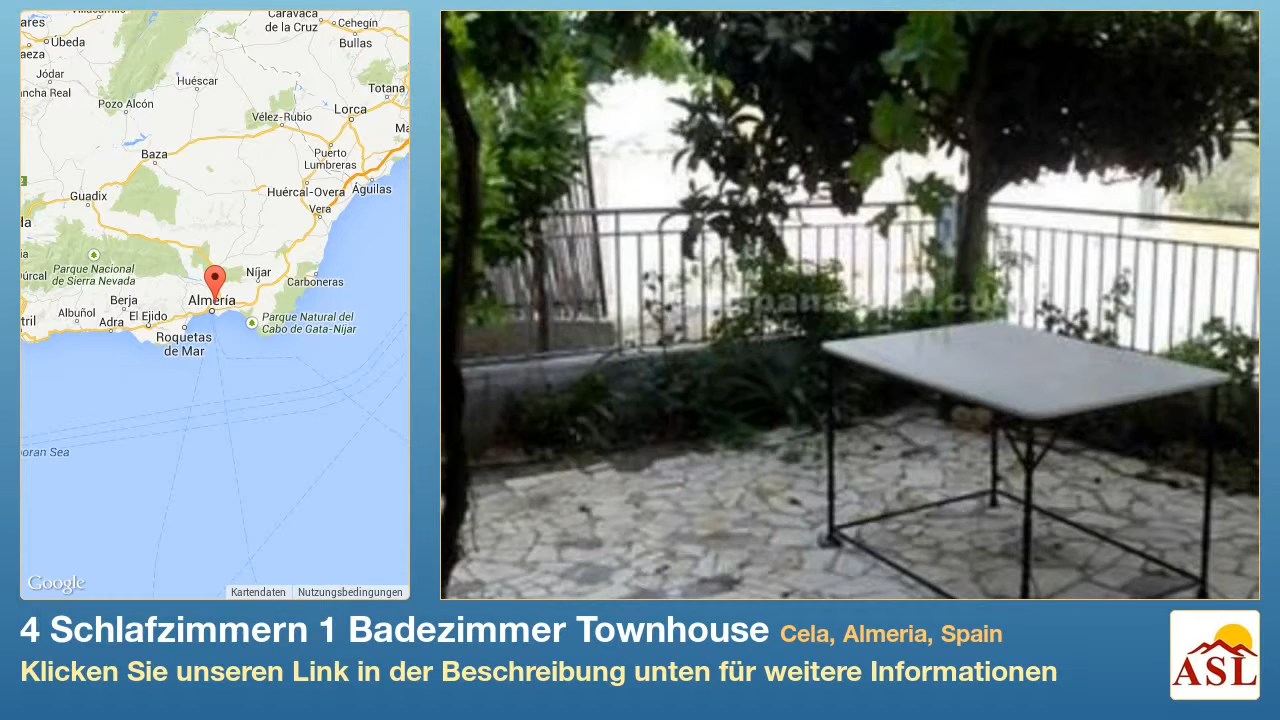 Caravaca
de la Cruz
Cehegín
Bullas
Úbeda
Jódar
Huéscar
Totana
Pozo Alcón
Lorca
Vélez-Rubio
Baza
Puerto
Lumbreras
Guadix
Huércal-Overa
Águilas
Vera
Parque Nacional
de Sierra Nevada
Níjar
Carboneras
Almería
Berja
Albuñol
Adra
El Ejido
Parque Natural del
Cabo de Gata-Níjar
Roquetas
de Mar
Google
Kartendaten
Nutzungsbedingungen
4 Schlafzimmern 1 Badezimmer Townhouse Cela, Almeria, Spain
Klicken Sie unseren Link in der Beschreibung unten für weitere Informationen
ASL